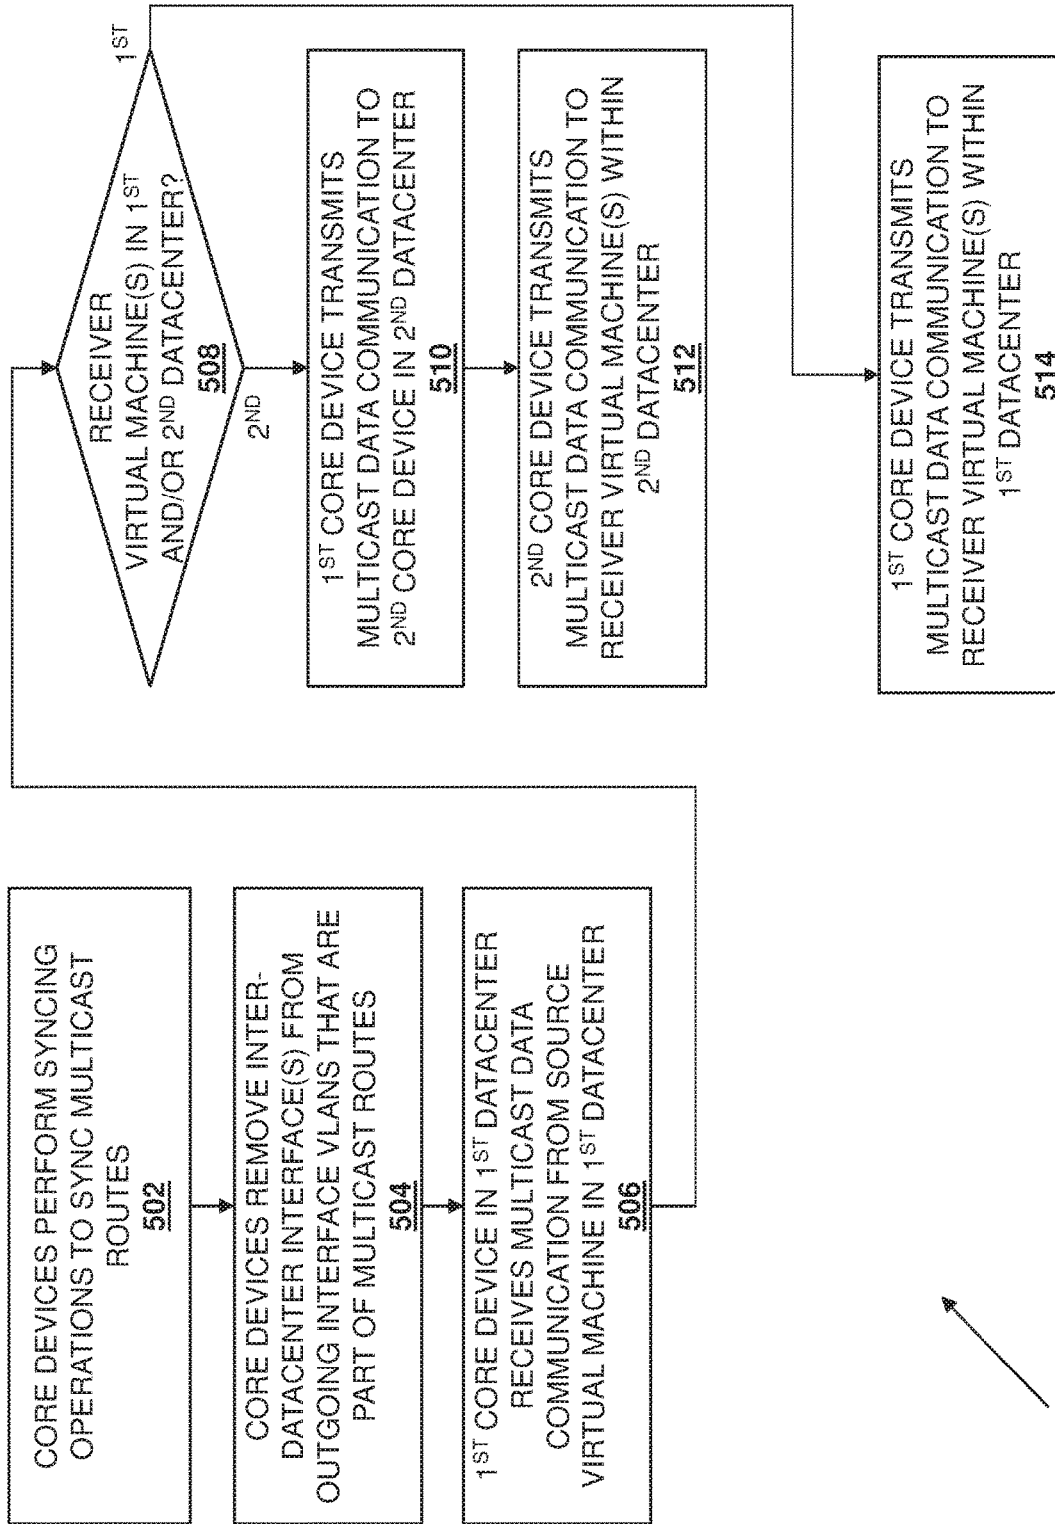 CORE DEVICES PERFORM SYNCING
OPERATIONS TO SYNC MULTICAST
ROUTES
502
CORE DEVICES REMOVE INTER-
DATACENTER INTERFACE(S) FROM
OUTGOING INTERFACE VLANS THAT ARE
PART OF MULTICAST ROUTES
504
1ST CORE DEVICE IN 1ST DATACENTER
RECEIVES MULTICAST DATA
COMMUNICATION FROM SOURCE
VIRTUAL MACHINE IN 1ST DATACENTER
506
RECEIVER
VIRTUAL MACHINE(S) IN 1ST
AND/OR 2ND DATACENTER?
508
1ST
2ND
1ST CORE DEVICE TRANSMITS
MULTICAST DATA COMMUNICATION TO
2ND CORE DEVICE IN 2ND DATACENTER
510
2ND CORE DEVICE TRANSMITS
MULTICAST DATA COMMUNICATION TO
RECEIVER VIRTUAL MACHINE(S) WITHIN
2ND DATACENTER
512
1ST CORE DEVICE TRANSMITS
MULTICAST DATA COMMUNICATION TO
RECEIVER VIRTUAL MACHINE(S) WITHIN
1ST DATACENTER
514